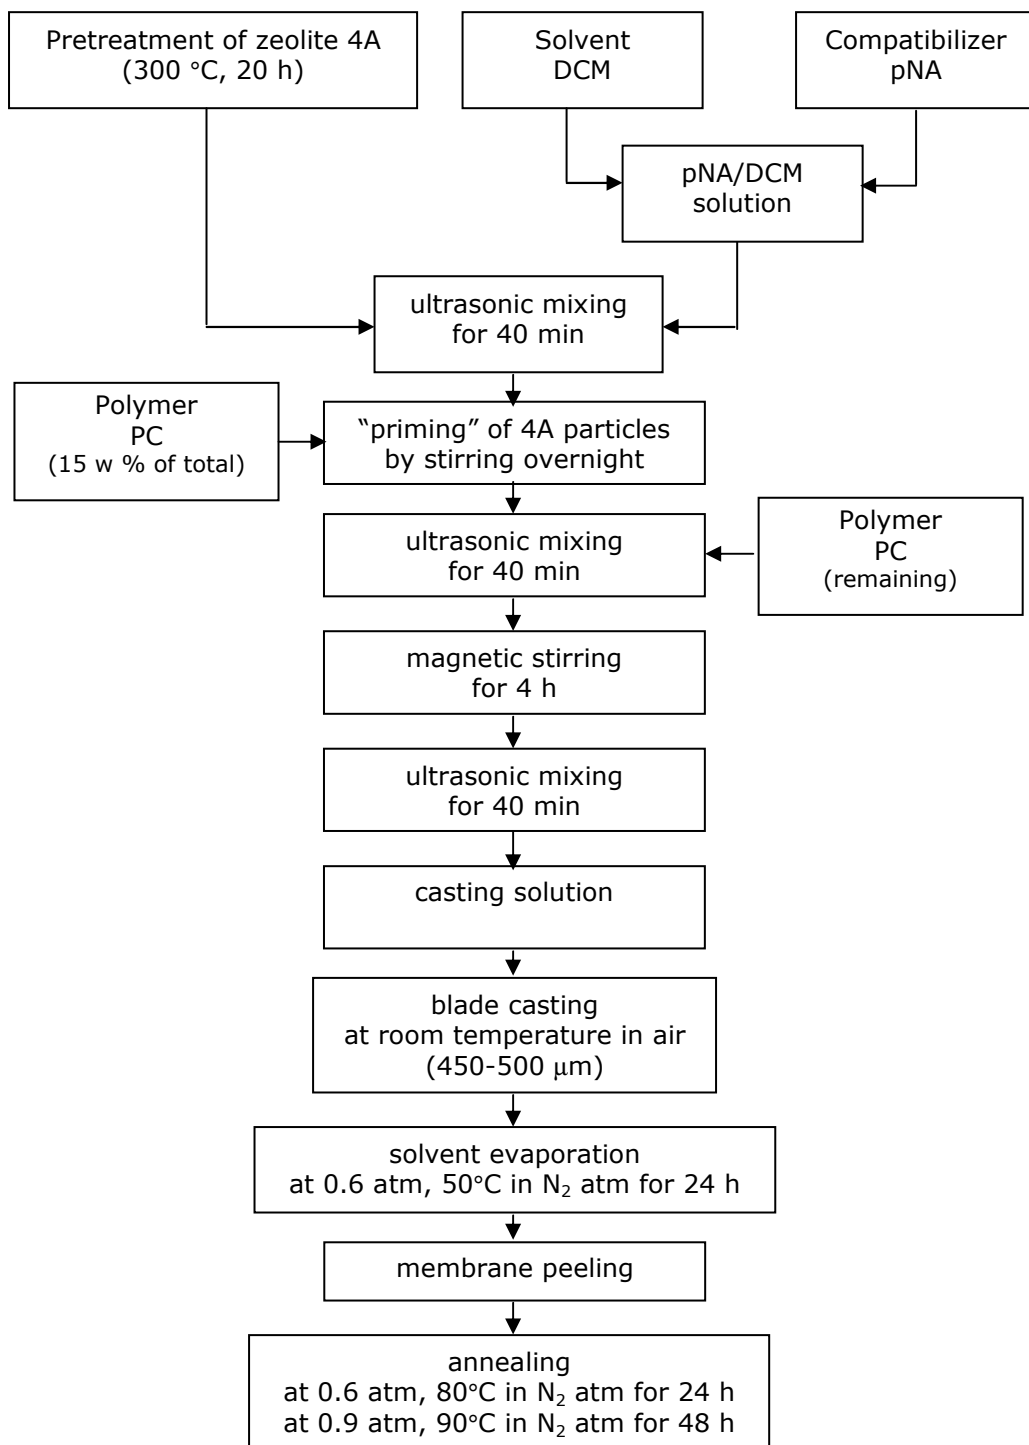 Pretreatment of zeolite 4A
(300 °C, 20 h)
Solvent
DCM
Compatibilizer
pNA
pNA/DCM
solution
ultrasonic mixing
for 40 min
Polymer
PC
(15 w % of total)
“priming” of 4A particles
by stirring overnight
ultrasonic mixing
for 40 min
Polymer
PC
(remaining)
magnetic stirring
for 4 h
ultrasonic mixing
for 40 min
casting solution
blade casting
at room temperature in air
(450-500 μm)
solvent evaporation
at 0.6 atm, 50°C in N₂ atm for 24 h
membrane peeling
annealing
at 0.6 atm, 80°C in N₂ atm for 24 h
at 0.9 atm, 90°C in N₂ atm for 48 h